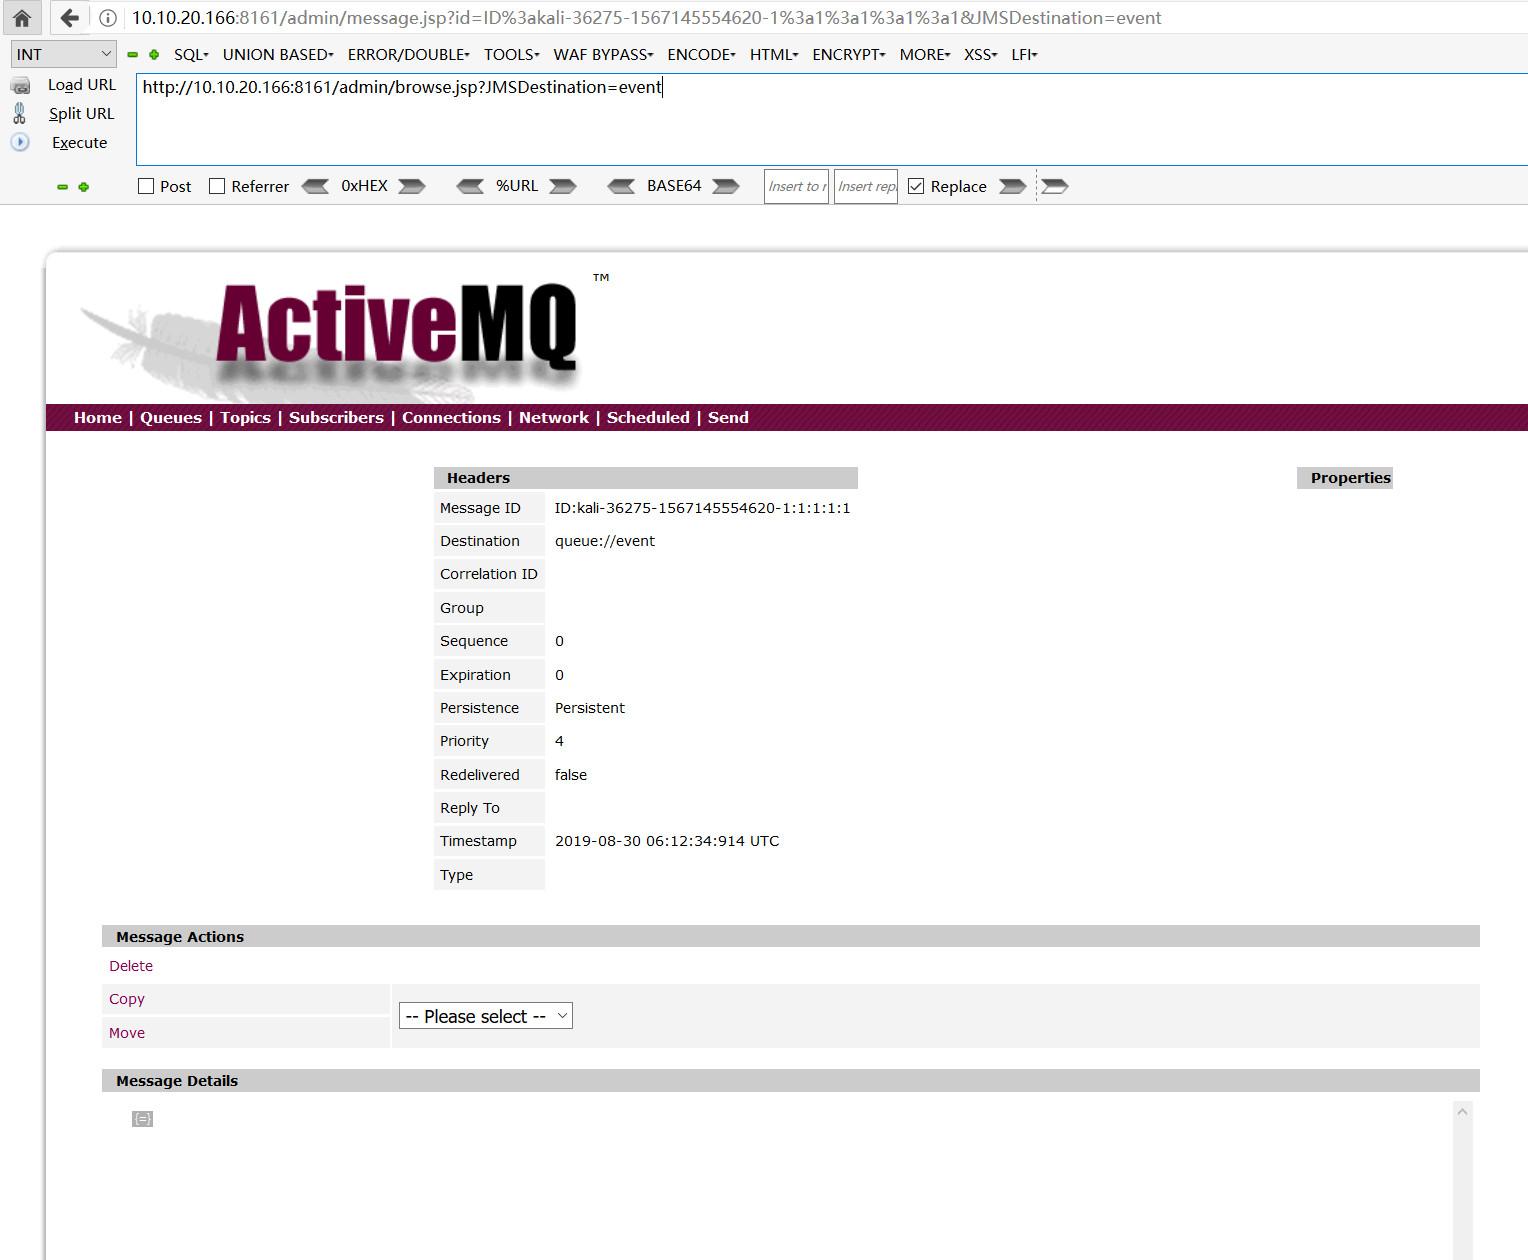 10.10.20.166:8161/admin/message.jsp?id=ID%3akali-36275-1567145554620-1%3a1%3a1%3a1%3a1&JMSDestination=event
INT SQL UNION BASED ERROR/DOUBLE TOOLS WAF BYPASS ENCODE HTML ENCRYPT MORE XSS LFI
Load URL http://10.10.20.166:8161/admin/browse.jsp?JMSDestination=event
Split URL
Execute
Post Referrer 0xHEX %URL BASE64 Insert to r Insert repl Replace
ActiveMQ ™
Home | Queues | Topics | Subscribers | Connections | Network | Scheduled | Send
Headers Properties
Message ID ID:kali-36275-1567145554620-1:1:1:1:1
Destination queue://event
Correlation ID
Group
Sequence 0
Expiration 0
Persistence Persistent
Priority 4
Redelivered false
Reply To
Timestamp 2019-08-30 06:12:34:914 UTC
Type
Message Actions
Delete
Copy -- Please select --
Move
Message Details